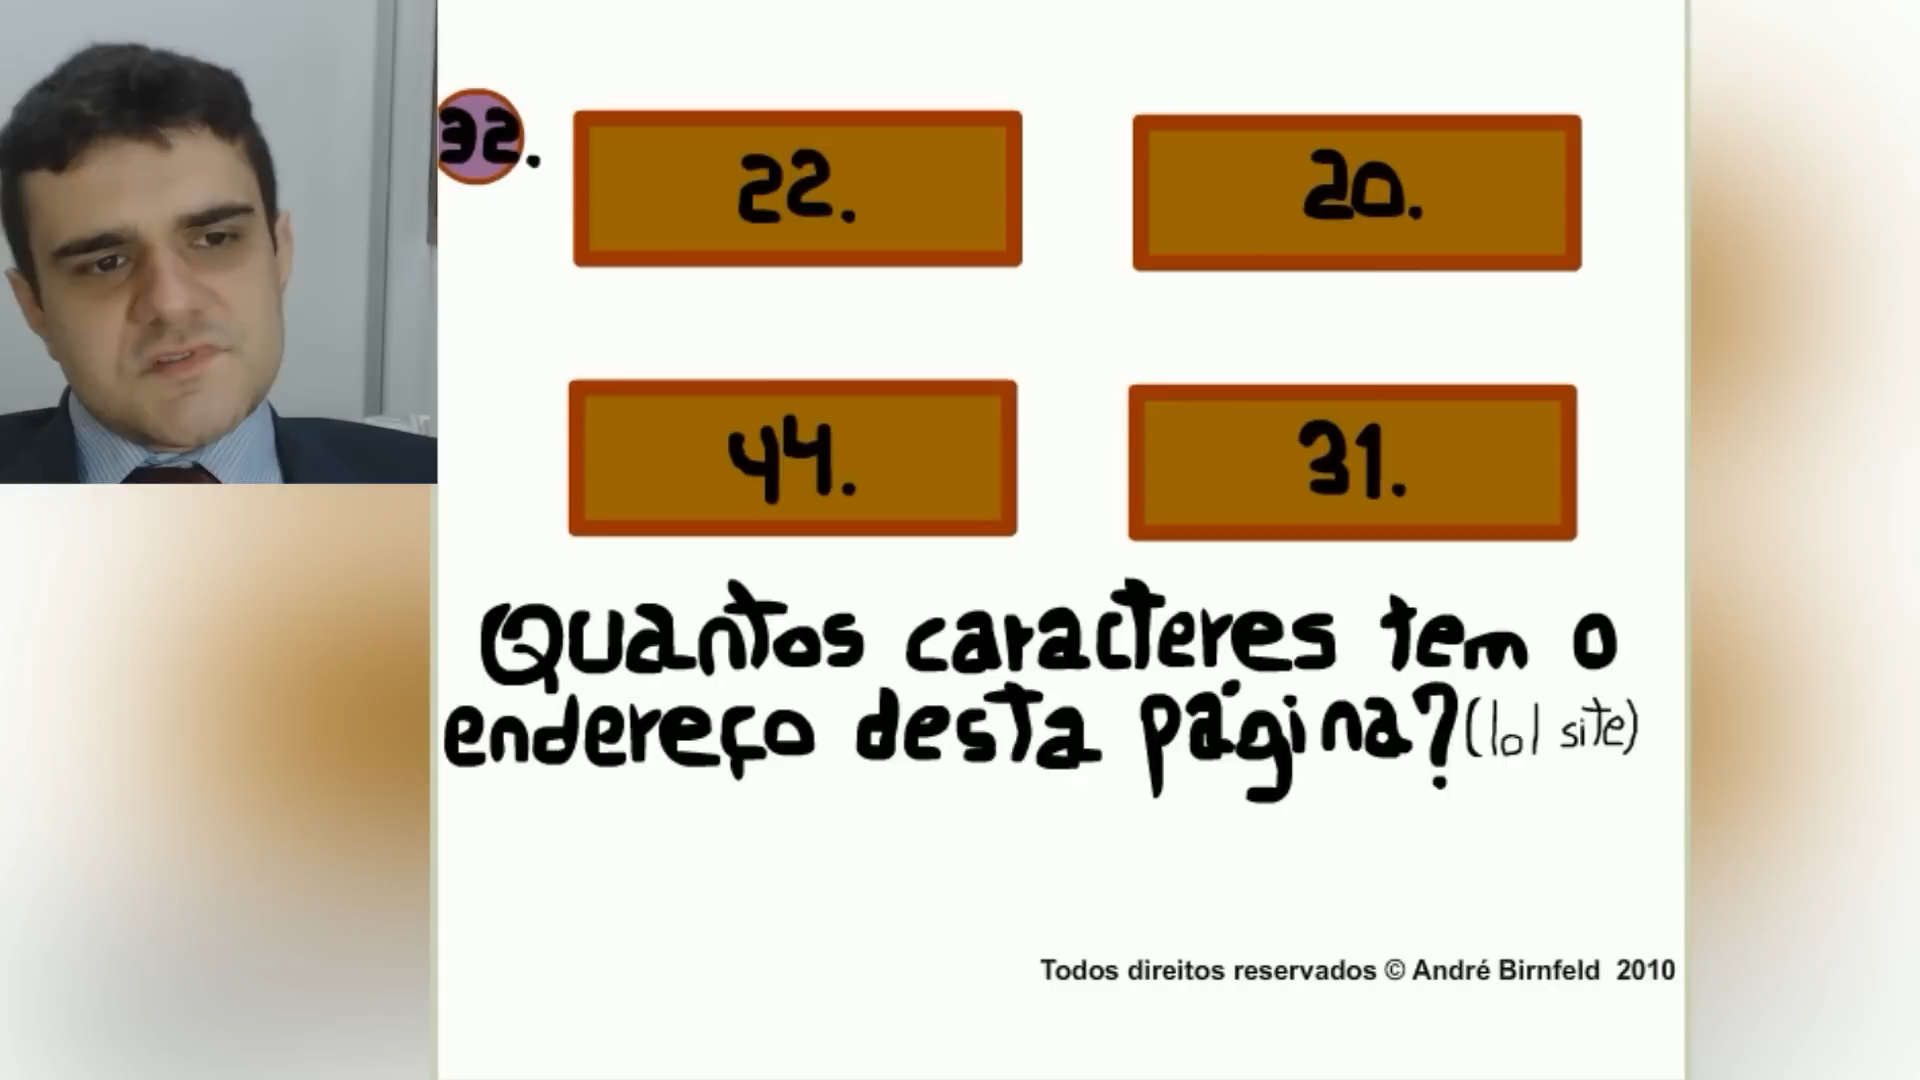 32.
22.
20.
44.
31.
Quantos caracteres tem o
endereço desta página? (lol site)
Todos direitos reservados © André Birnfeld 2010